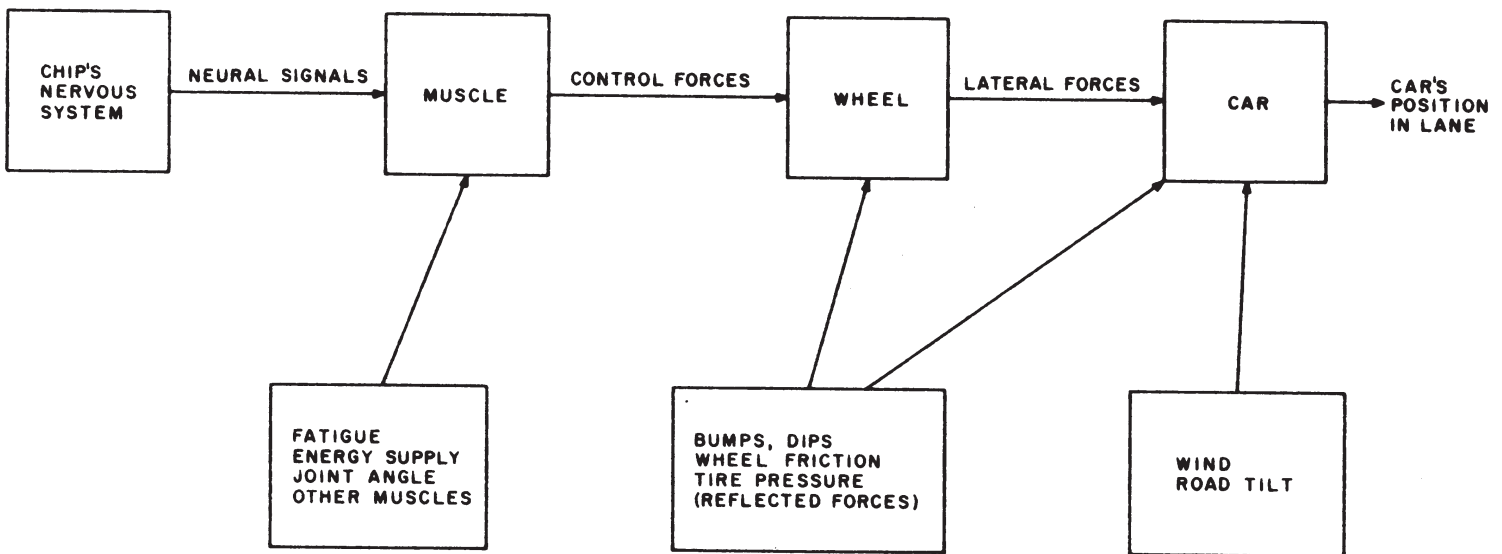 CHIP'S
NERVOUS
SYSTEM
NEURAL SIGNALS
MUSCLE
CONTROL FORCES
WHEEL
LATERAL FORCES
CAR
CAR'S
POSITION
IN LANE
FATIGUE
ENERGY SUPPLY
JOINT ANGLE
OTHER MUSCLES
BUMPS, DIPS
WHEEL FRICTION
TIRE PRESSURE
(REFLECTED FORCES)
WIND
ROAD TILT